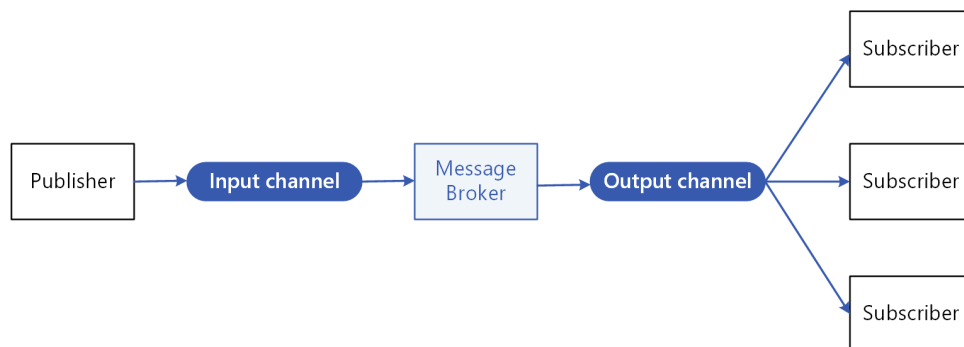 Subscriber
Publisher
Input channel
Message
Broker
Output channel
Subscriber
Subscriber